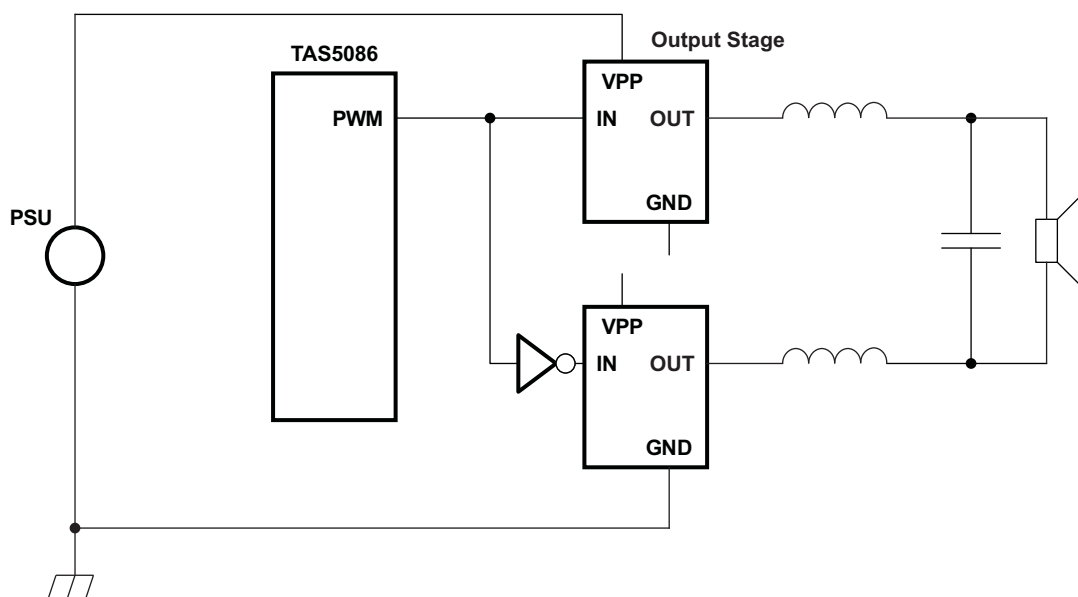 Output Stage
TAS5086
VPP
PWM
IN
OUT
GND
PSU
VPP
IN
OUT
GND